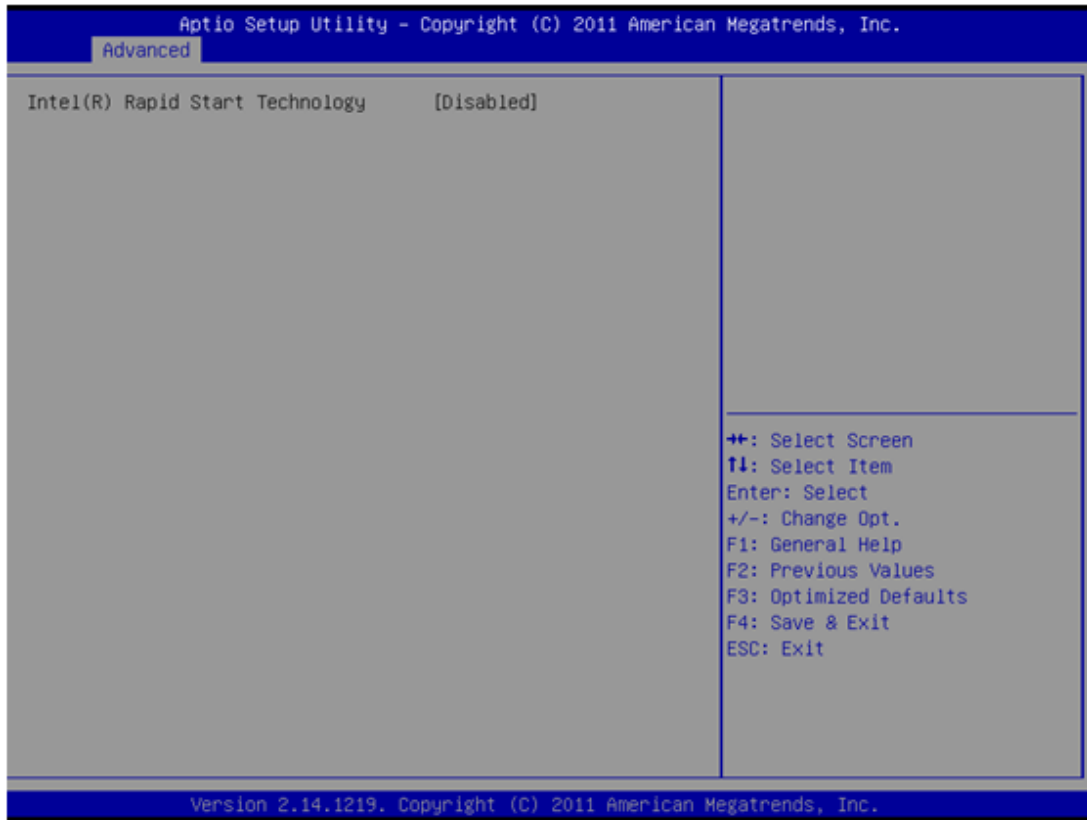 Aptio Setup Utility – Copyright (C) 2011 American Megatrends, Inc.
Advanced
Intel(R) Rapid Start Technology [Disabled]
→←: Select Screen
↑↓: Select Item
Enter: Select
+/-: Change Opt.
F1: General Help
F2: Previous Values
F3: Optimized Defaults
F4: Save & Exit
ESC: Exit
Version 2.14.1219. Copyright (C) 2011 American Megatrends, Inc.